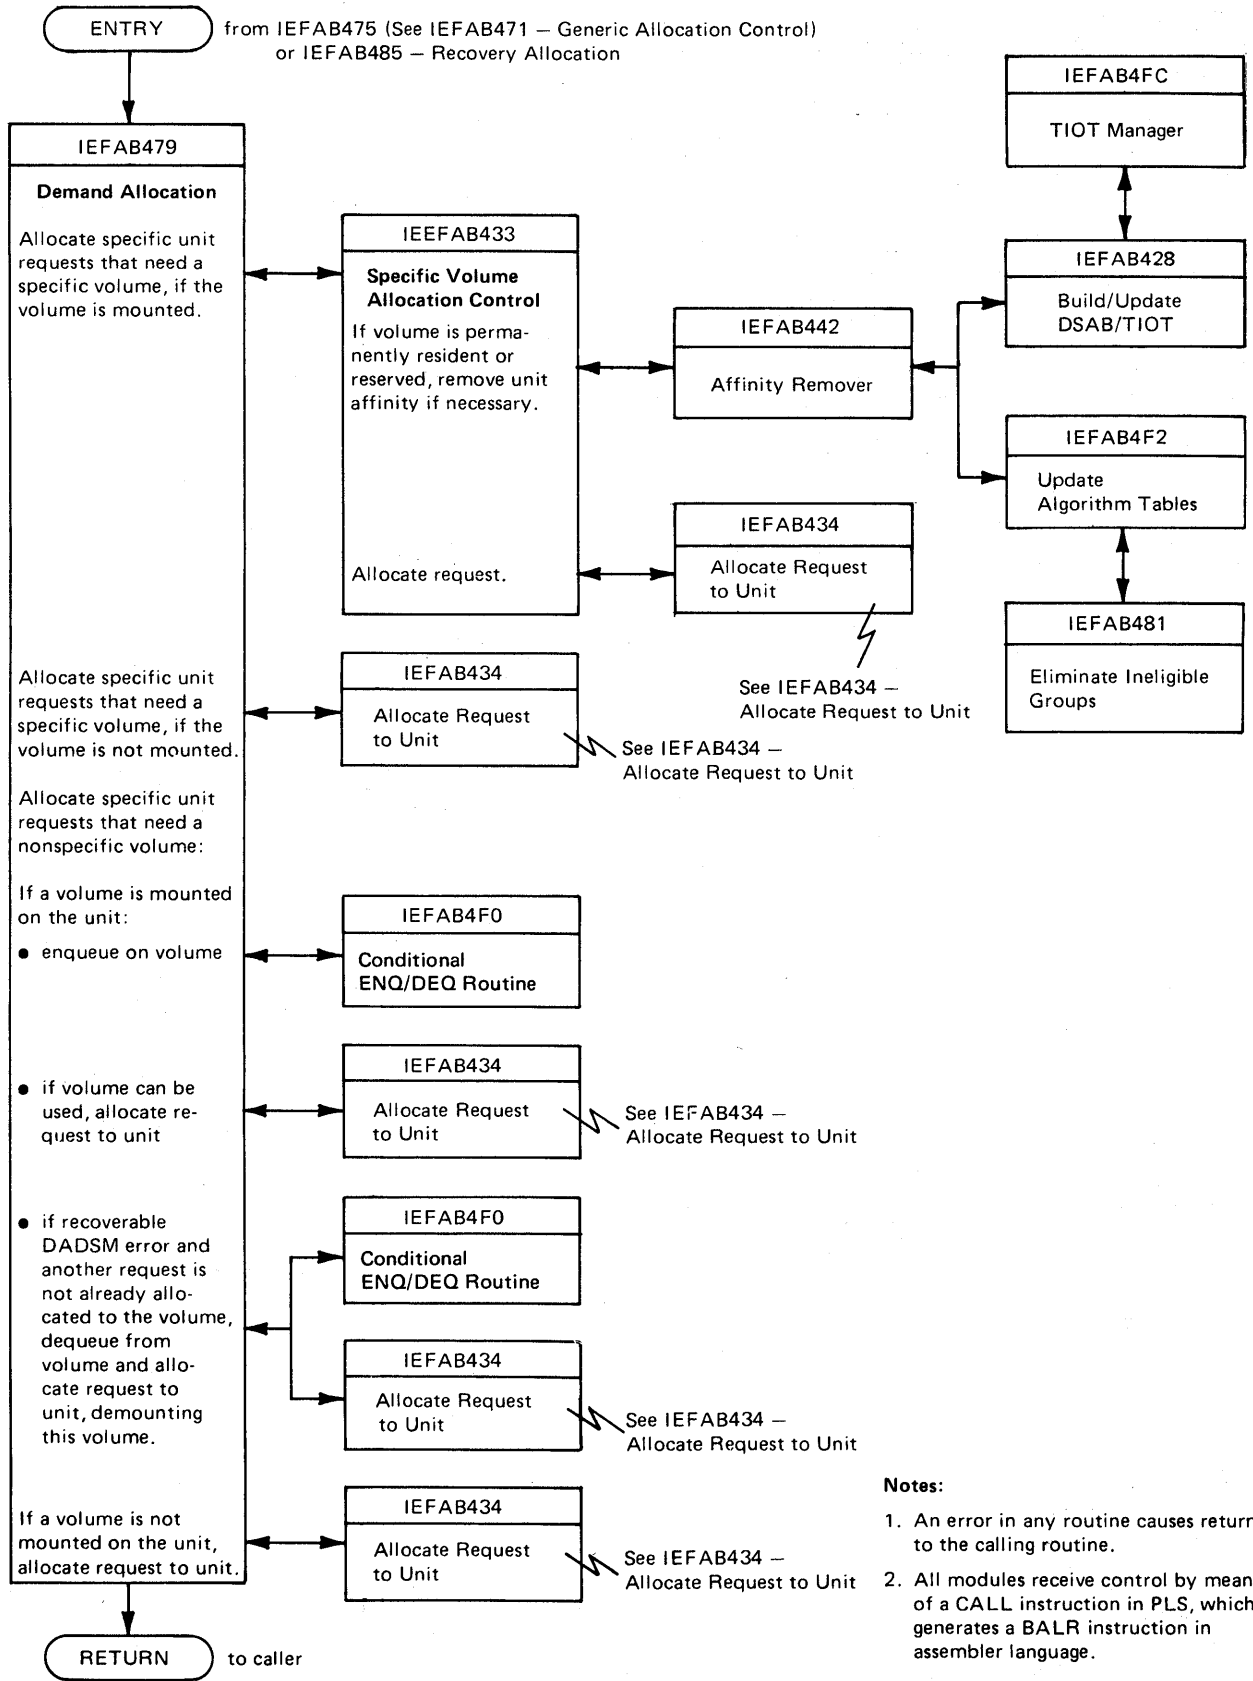 ENTRY
from IEFAB475 (See IEFAB471 — Generic Allocation Control)
or IEFAB485 — Recovery Allocation
IEFAB479
Demand Allocation
Allocate specific unit
requests that need a
specific volume, if the
volume is mounted.
Allocate specific unit
requests that need a
specific volume, if the
volume is not mounted.
Allocate specific unit
requests that need a
nonspecific volume:
If a volume is mounted
on the unit:
● enqueue on volume
● if volume can be
used, allocate re-
quest to unit
● if recoverable
DADSM error and
another request is
not already allo-
cated to the volume,
dequeue from
volume and allo-
cate request to
unit, demounting
this volume.
If a volume is not
mounted on the unit,
allocate request to unit.
RETURN
to caller
IEEFAB433
Specific Volume
Allocation Control
If volume is perma-
nently resident or
reserved, remove unit
affinity if necessary.
Allocate request.
IEFAB442
Affinity Remover
IEFAB434
Allocate Request
to Unit
See IEFAB434 —
Allocate Request to Unit
IEFAB4FC
TIOT Manager
IEFAB428
Build/Update
DSAB/TIOT
IEFAB4F2
Update
Algorithm Tables
IEFAB481
Eliminate Ineligible
Groups
IEFAB434
Allocate Request
to Unit
See IEFAB434 —
Allocate Request to Unit
IEFAB4F0
Conditional
ENQ/DEQ Routine
IEFAB434
Allocate Request
to Unit
See IEFAB434 —
Allocate Request to Unit
IEFAB4F0
Conditional
ENQ/DEQ Routine
IEFAB434
Allocate Request
to Unit
See IEFAB434 —
Allocate Request to Unit
IEFAB434
Allocate Request
to Unit
See IEFAB434 —
Allocate Request to Unit
Notes:
1. An error in any routine causes return
to the calling routine.
2. All modules receive control by mean
of a CALL instruction in PLS, which
generates a BALR instruction in
assembler language.